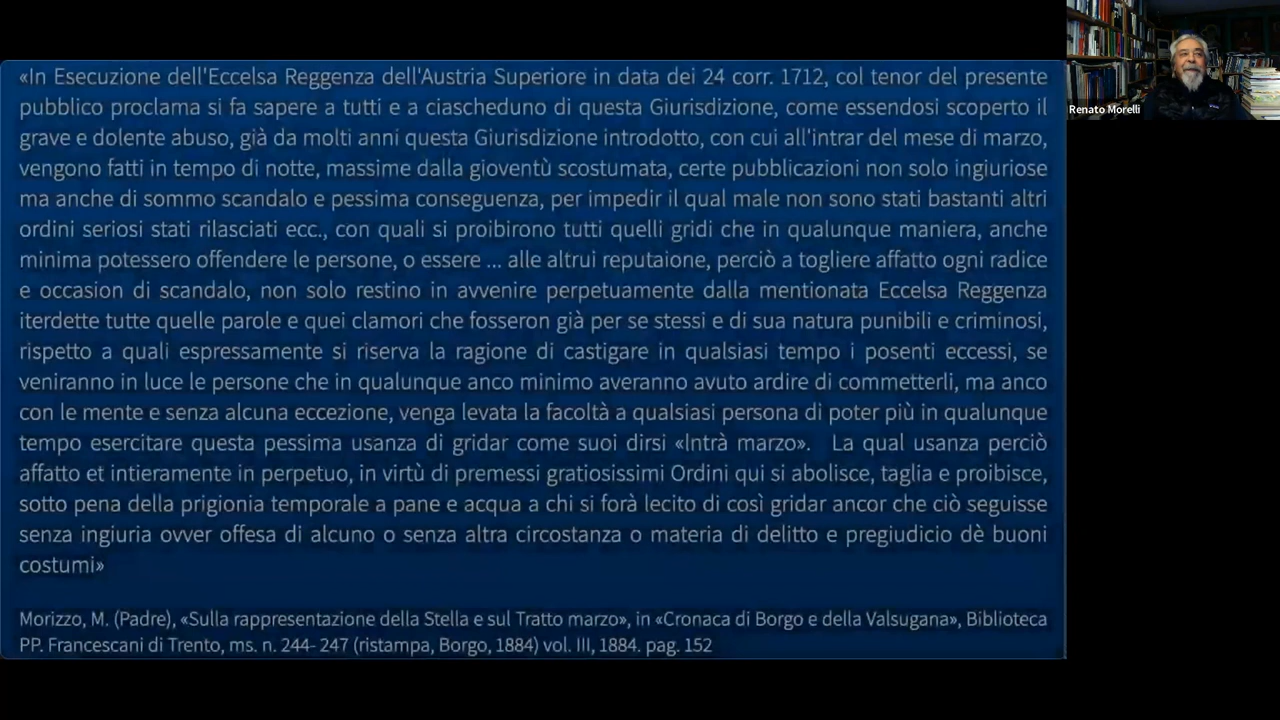 «In Esecuzione dell'Eccelsa Reggenza dell'Austria Superiore in data dei 24 corr. 1712, col tenor del presente
pubblico proclama si fa sapere a tutti e a ciascheduno di questa Giurisdizione, come essendosi scoperto il
grave e dolente abuso, già da molti anni questa Giurisdizione introdotto, con cui all'intrar del mese di marzo,
vengono fatti in tempo di notte, massime dalla gioventù scostumata, certe pubblicazioni non solo ingiuriose
ma anche di sommo scandalo e pessima conseguenza, per impedir il qual male non sono stati bastanti altri
ordini seriosi stati rilasciati ecc., con quali si proibirono tutti quelli gridi che in qualunque maniera, anche
minima potessero offendere le persone, o essere ... alle altrui reputaione, perciò a togliere affatto ogni radice
e occasion di scandalo, non solo restino in avvenire perpetuamente dalla mentionata Eccelsa Reggenza
iterdette tutte quelle parole e quei clamori che fosseron già per se stessi e di sua natura punibili e criminosi,
rispetto a quali espressamente si riserva la ragione di castigare in qualsiasi tempo i posenti eccessi, se
veniranno in luce le persone che in qualunque anco minimo averanno avuto ardire di commetterli, ma anco
con le mente e senza alcuna eccezione, venga levata la facoltà a qualsiasi persona di poter più in qualunque
tempo esercitare questa pessima usanza di gridar come suoi dirsi «Intrà marzo». La qual usanza perciò
affatto et intieramente in perpetuo, in virtù di premessi gratiosissimi Ordini qui si abolisce, taglia e proibisce,
sotto pena della prigionia temporale a pane e acqua a chi si forà lecito di così gridar ancor che ciò seguisse
senza ingiuria ovver offesa di alcuno o senza altra circostanza o materia di delitto e pregiudicio dè buoni
costumi»
Morizzo, M. (Padre), «Sulla rappresentazione della Stella e sul Tratto marzo», in «Cronaca di Borgo e della Valsugana», Biblioteca
PP. Francescani di Trento, ms. n. 244- 247 (ristampa, Borgo, 1884) vol. III, 1884. pag. 152
Renato Morelli